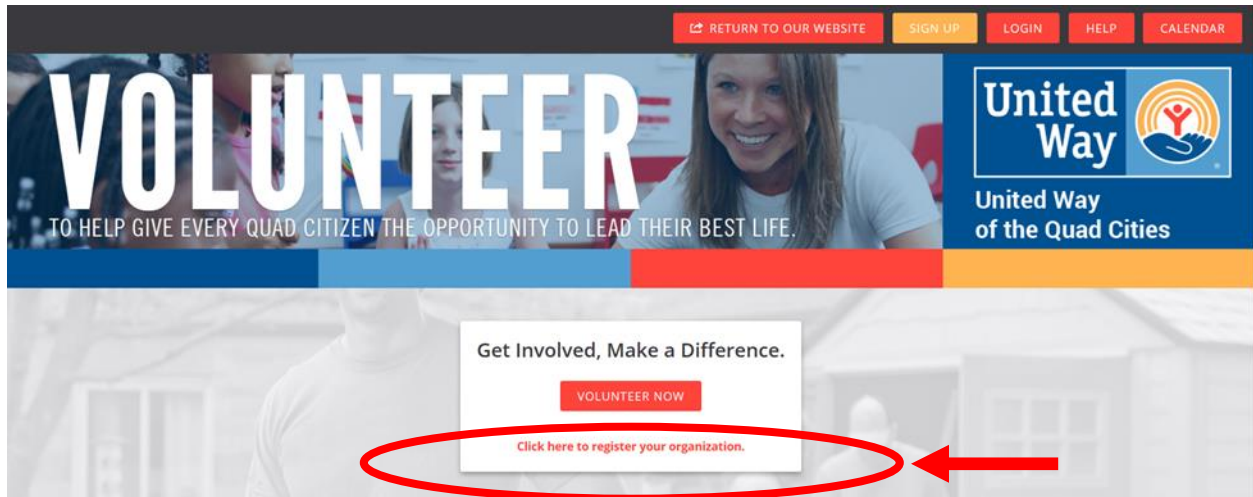 RETURN TO OUR WEBSITE
SIGN UP
LOGIN
HELP
CALENDAR
VOLUNTEER
TO HELP GIVE EVERY QUAD CITIZEN THE OPPORTUNITY TO LEAD THEIR BEST LIFE.
United
Way
United Way
of the Quad Cities
Get Involved, Make a Difference.
VOLUNTEER NOW
Click here to register your organization.